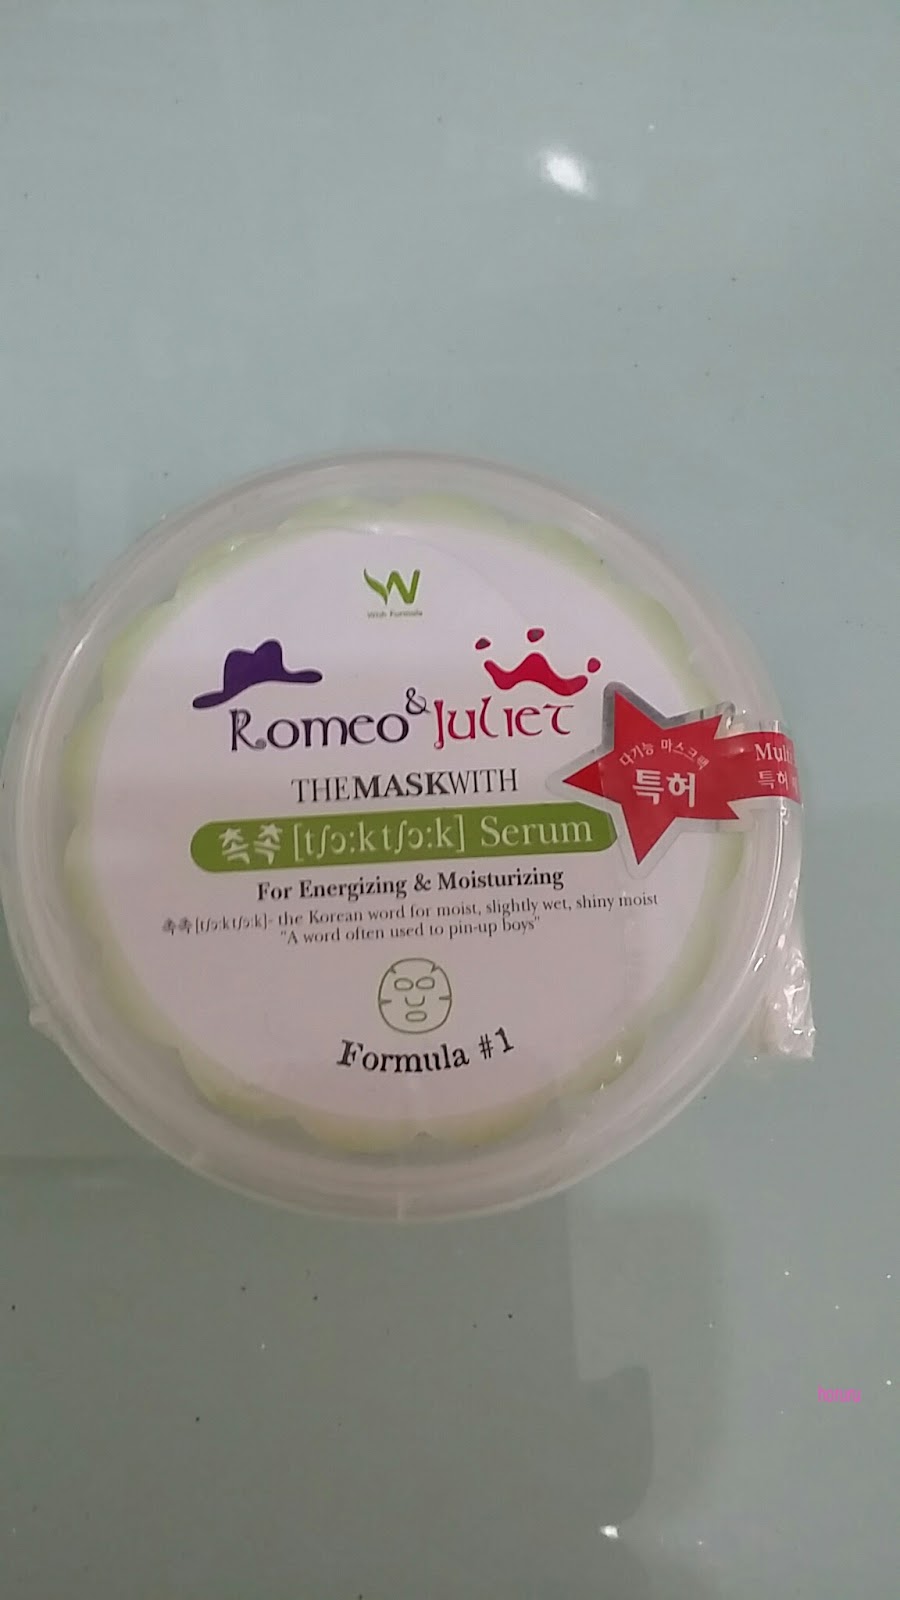 W
Wish Formula
Romeo & Juliet
THEMASKWITH
촉촉 [tʃɔ:ktʃɔ:k] Serum
For Energizing & Moisturizing
촉촉[tʃɔ:ktʃɔ:k]- the Korean word for moist, slightly wet, shiny moist
"A word often used to pin-up boys"
Formula #1
다기능 마스크팩
특허
특허